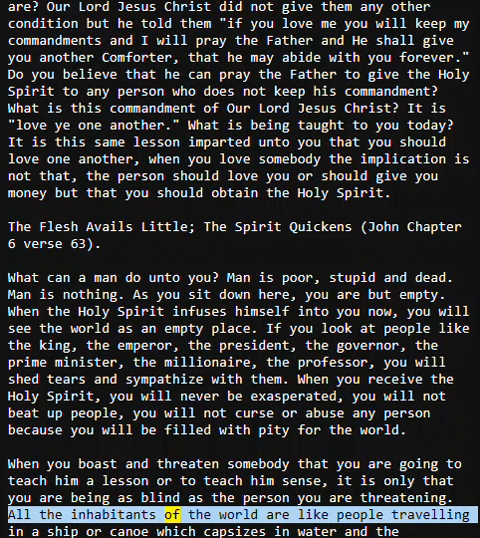 are? Our Lord Jesus Christ did not give them any other
condition but he told them "if you love me you will keep my
commandments and I will pray the Father and He shall give
you another Comforter, that he may abide with you forever."
Do you believe that he can pray the Father to give the Holy
Spirit to any person who does not keep his commandment?
What is this commandment of Our Lord Jesus Christ? It is
"love ye one another." What is being taught to you today?
It is this same lesson imparted unto you that you should
love one another, when you love somebody the implication is
not that, the person should love you or should give you
money but that you should obtain the Holy Spirit.
The Flesh Avails Little; The Spirit Quickens (John Chapter
6 verse 63).
What can a man do unto you? Man is poor, stupid and dead.
Man is nothing. As you sit down here, you are but empty.
When the Holy Spirit infuses himself into you now, you will
see the world as an empty place. If you look at people like
the king, the emperor, the president, the governor, the
prime minister, the millionaire, the professor, you will
shed tears and sympathize with them. When you receive the
Holy Spirit, you will never be exasperated, you will not
beat up people, you will not curse or abuse any person
because you will be filled with pity for the world.
When you boast and threaten somebody that you are going to
teach him a lesson or to teach him sense, it is only that
you are being as blind as the person you are threatening.
All the inhabitants of the world are like people travelling
in a ship or canoe which capsizes in water and the